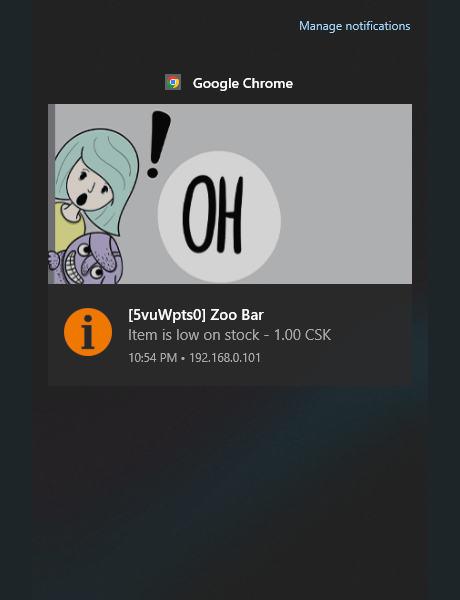 Manage notifications
Google Chrome
!
OH
i
[5vuWpts0] Zoo Bar
Item is low on stock - 1.00 CSK
10:54 PM • 192.168.0.101